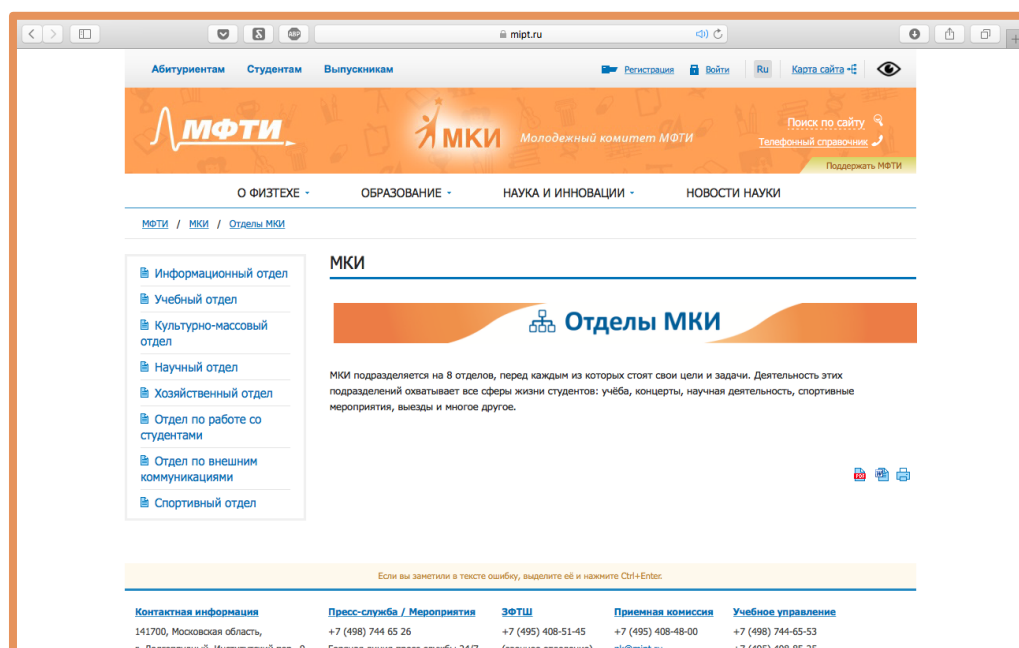 mipt.ru
Абитуриентам Студентам Выпускникам Регистрация Войти Ru Карта сайта
МФТИ МКИ Молодежный комитет МФТИ Поиск по сайту
Телефонный справочник
Поддержать МФТИ
О ФИЗТЕХЕ ОБРАЗОВАНИЕ НАУКА И ИННОВАЦИИ НОВОСТИ НАУКИ
МФТИ / МКИ / Отделы МКИ
Информационный отдел
Учебный отдел
Культурно-массовый
отдел
Научный отдел
Хозяйственный отдел
Отдел по работе со
студентами
Отдел по внешним
коммуникациями
Спортивный отдел
МКИ
Отделы МКИ
МКИ подразделяется на 8 отделов, перед каждым из которых стоят свои цели и задачи. Деятельность этих
подразделений охватывает все сферы жизни студентов: учёба, концерты, научная деятельность, спортивные
мероприятия, выезды и многое другое.
Если вы заметили в тексте ошибку, выделите её и нажмите Ctrl+Enter.
Контактная информация Пресс-служба / Мероприятия ЗФТШ Приемная комиссия Учебное управление
141700, Московская область, +7 (498) 744 65 26 +7 (495) 408-51-45 +7 (495) 408-48-00 +7 (498) 744-65-53